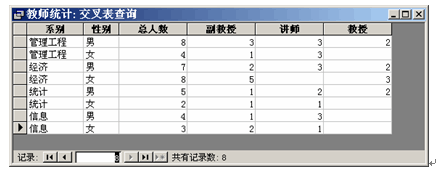 教师统计: 交叉表查询
系别 性别 总人数 副教授 讲师 教授
管理工程 男 8 3 3 2
管理工程 女 4 1 3
经济 男 7 2 3 2
经济 女 8 5 3
统计 男 5 1 2 2
统计 女 2 1 1
信息 男 4 1 3
信息 女 3 2 1
记录: 8 共有记录数: 8